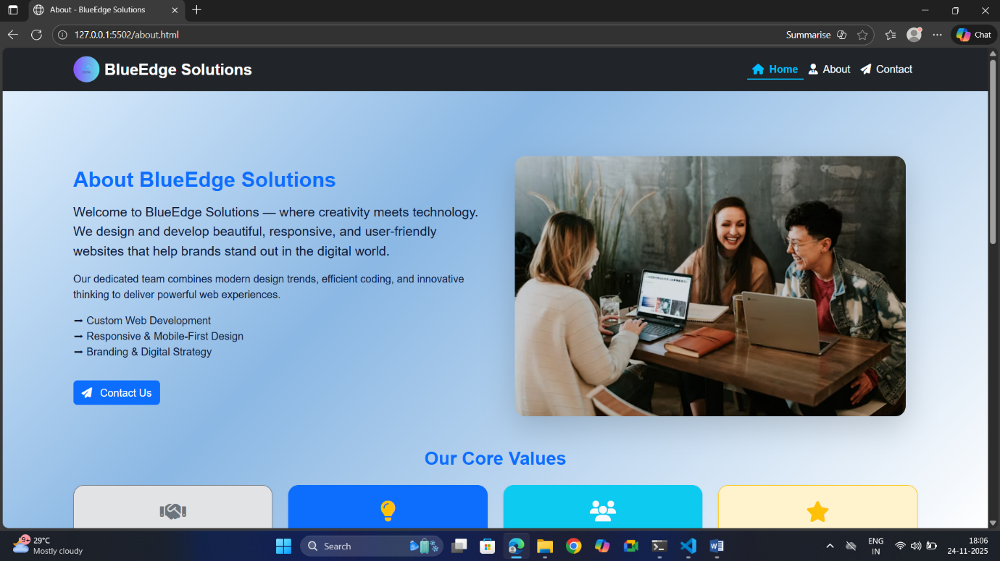 About - BlueEdge Solutions
127.0.0.1:5502/about.html
Summarise
Chat
BlueEdge Solutions
Home
About
Contact
About BlueEdge Solutions
Welcome to BlueEdge Solutions — where creativity meets technology.
We design and develop beautiful, responsive, and user-friendly
websites that help brands stand out in the digital world.
Our dedicated team combines modern design trends, efficient coding, and innovative
thinking to deliver powerful web experiences.
Custom Web Development
Responsive & Mobile-First Design
Branding & Digital Strategy
Contact Us
Our Core Values
9+
29°C
Mostly cloudy
Search
ENG
IN
18:06
24-11-2025